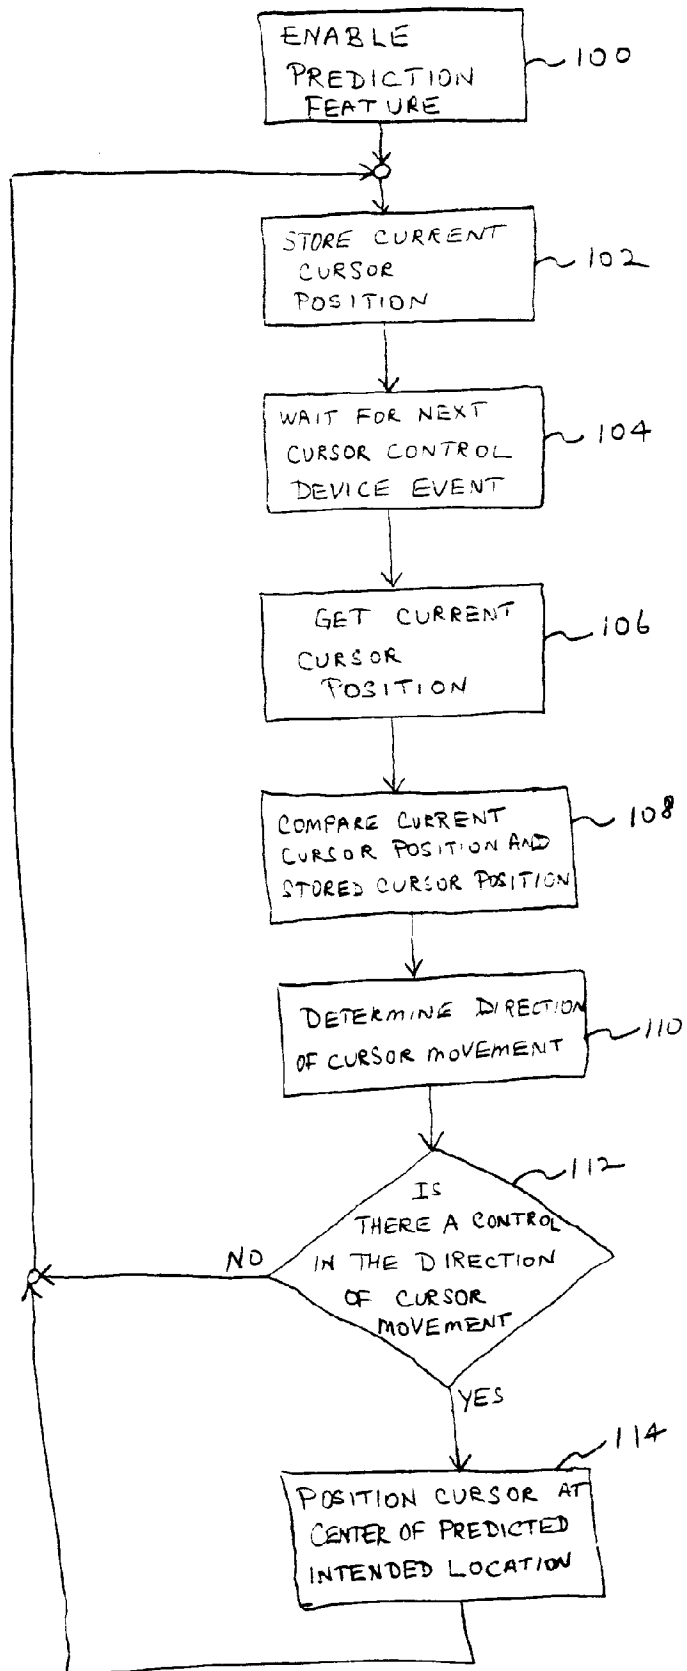 ENABLE
PREDICTION
FEATURE
100
STORE CURRENT
CURSOR
POSITION
102
WAIT FOR NEXT
CURSOR CONTROL
DEVICE EVENT
104
GET CURRENT
CURSOR
POSITION
106
COMPARE CURRENT
CURSOR POSITION AND
STORED CURSOR POSITION
108
DETERMINE DIRECTION
OF CURSOR MOVEMENT
110
112
IS
THERE A CONTROL
IN THE DIRECTION
OF CURSOR
MOVEMENT
NO
YES
114
POSITION CURSOR AT
CENTER OF PREDICTED
INTENDED LOCATION